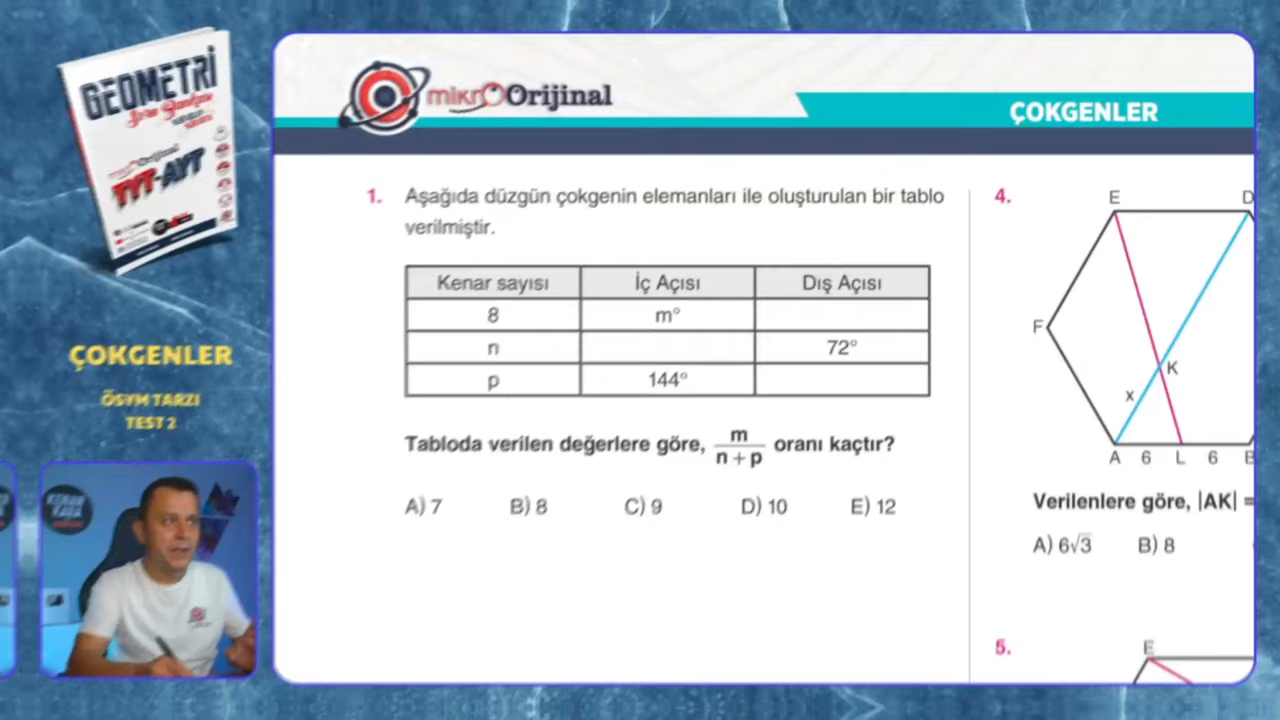 GEOMETRİ
mikro Orijinal
TYT-AYT
ÇOKGENLER
ÖSYM TARZI
TEST 2
mikro Orijinal
ÇOKGENLER
1. Aşağıda düzgün çokgenin elemanları ile oluşturulan bir tablo
verilmiştir.
Kenar sayısı İç Açısı Dış Açısı
8 m°
n 72°
p 144°
Tabloda verilen değerlere göre, m/n+p oranı kaçtır?
A) 7 B) 8 C) 9 D) 10 E) 12
4.
E D
F
K
x
A 6 L 6 B
Verilenlere göre, |AK| =
A) 6√3 B) 8
5.
E